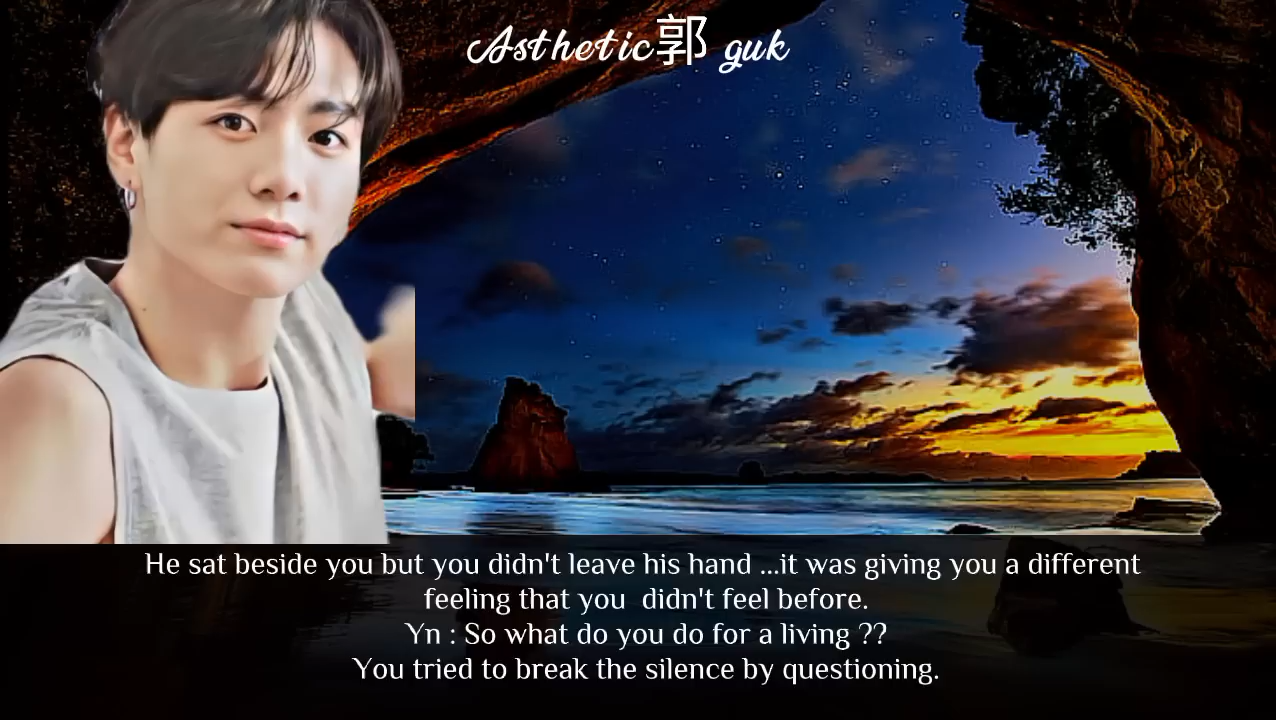 Asthetic郭 guk
He sat beside you but you didn't leave his hand ...it was giving you a different
feeling that you  didn't feel before.
Yn : So what do you do for a living ??
You tried to break the silence by questioning.